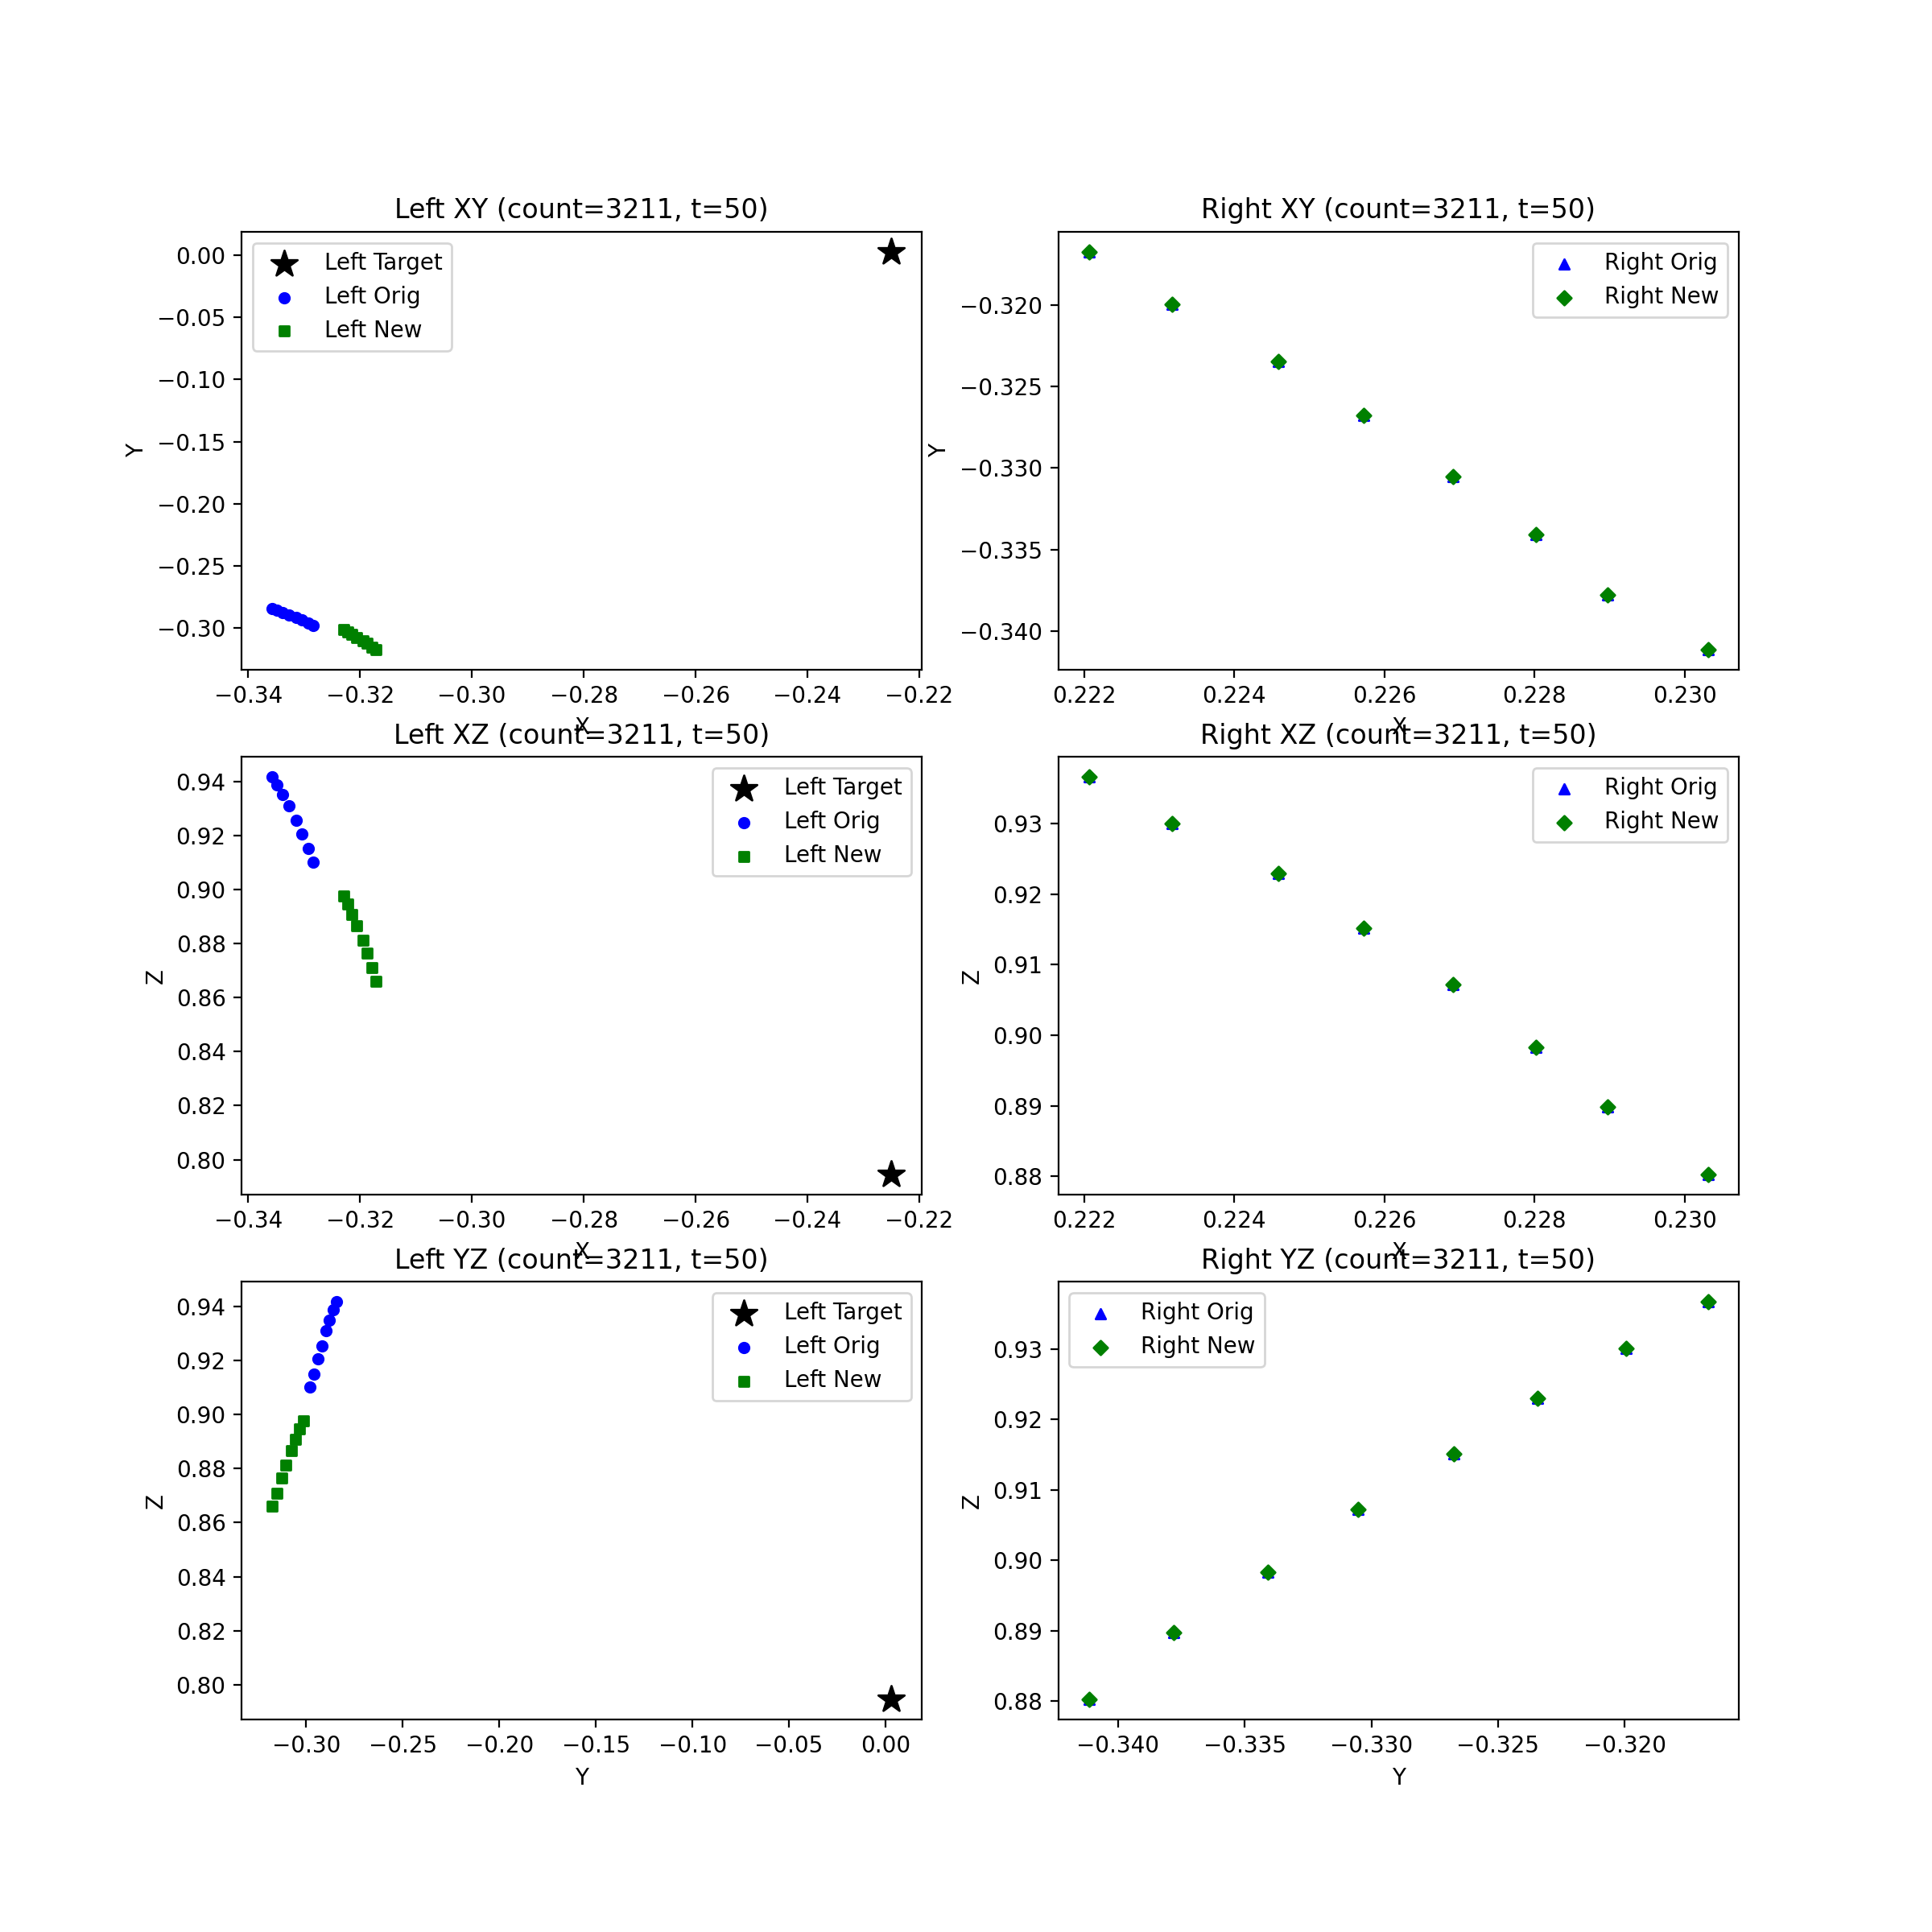 Left XY (count=3211, t=50)
Y
0.00
−0.05
−0.10
−0.15
−0.20
−0.25
−0.30
Left Target
Left Orig
Left New
−0.34 −0.32 −0.30 −0.28 −0.26 −0.24 −0.22
X
Right XY (count=3211, t=50)
Y
−0.320
−0.325
−0.330
−0.335
−0.340
Right Orig
Right New
0.222 0.224 0.226 0.228 0.230
X
Left XZ (count=3211, t=50)
Z
0.94
0.92
0.90
0.88
0.86
0.84
0.82
0.80
Left Target
Left Orig
Left New
−0.34 −0.32 −0.30 −0.28 −0.26 −0.24 −0.22
X
Right XZ (count=3211, t=50)
Z
0.93
0.92
0.91
0.90
0.89
0.88
Right Orig
Right New
0.222 0.224 0.226 0.228 0.230
X
Left YZ (count=3211, t=50)
Z
0.94
0.92
0.90
0.88
0.86
0.84
0.82
0.80
Left Target
Left Orig
Left New
−0.30 −0.25 −0.20 −0.15 −0.10 −0.05 0.00
Y
Right YZ (count=3211, t=50)
Z
0.93
0.92
0.91
0.90
0.89
0.88
Right Orig
Right New
−0.340 −0.335 −0.330 −0.325 −0.320
Y